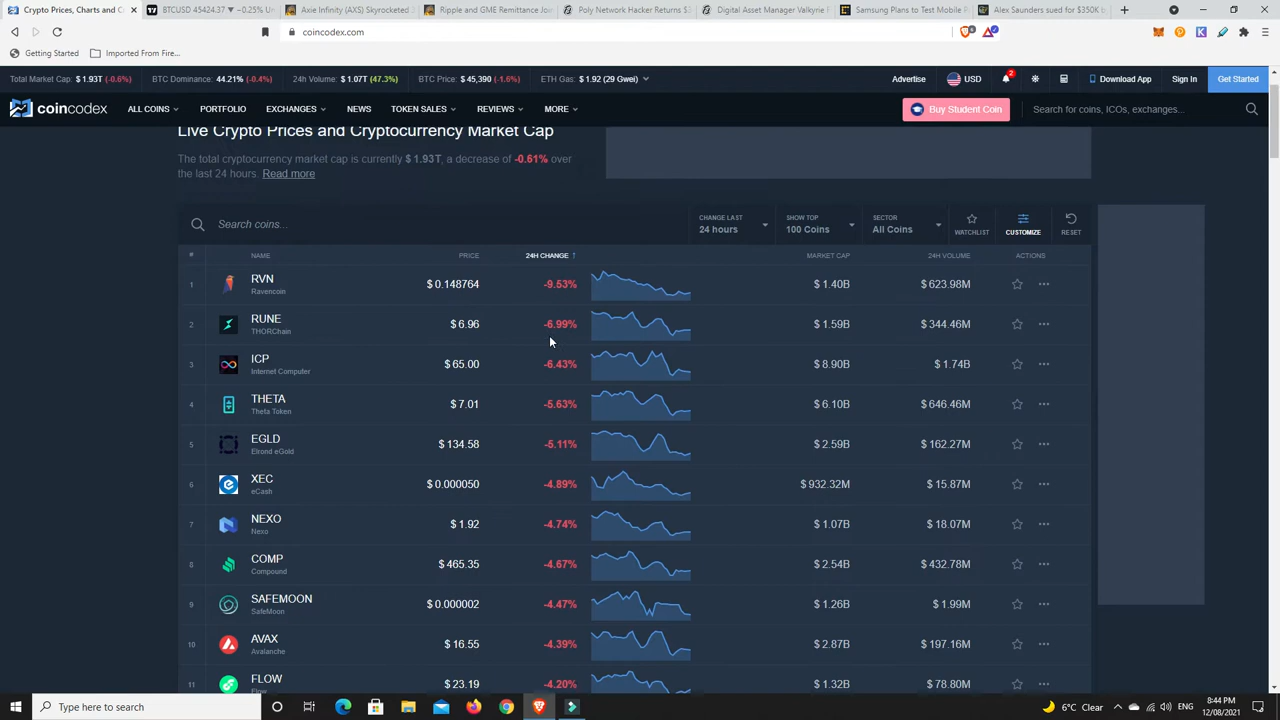 Crypto Prices, Charts and Cr
BTCUSD 45424.37 ▼ −0.25% Un
Axie Infinity (AXS) Skyrocketed
Ripple and GME Remittance Join
Poly Network Hacker Returns $3
Digital Asset Manager Valkyrie F
Samsung Plans to Test Mobile P
Alex Saunders sued for $350K b
coincodex.com
Getting Started
Imported From Fire...
Total Market Cap: $ 1.93T (-0.6%)
BTC Dominance: 44.21% (-0.4%)
24h Volume: $ 1.07T (47.3%)
BTC Price: $ 45,390 (-1.6%)
ETH Gas: $ 1.92 (29 Gwei)
Advertise
USD
2
Download App
Sign In
Get Started
coincodex
ALL COINS
PORTFOLIO
EXCHANGES
NEWS
TOKEN SALES
REVIEWS
MORE
Buy Student Coin
Search for coins, ICOs, exchanges...
Live Crypto Prices and Cryptocurrency Market Cap
The total cryptocurrency market cap is currently $ 1.93T, a decrease of -0.61% over
the last 24 hours. Read more
Search coins...
CHANGE LAST
24 hours
SHOW TOP
100 Coins
SECTOR
All Coins
WATCHLIST
CUSTOMIZE
RESET
# NAME PRICE 24H CHANGE ↑ MARKET CAP 24H VOLUME ACTIONS
1 RVN $ 0.148764 -9.53% $ 1.40B $ 623.98M
Ravencoin
2 RUNE $ 6.96 -6.99% $ 1.59B $ 344.46M
THORChain
3 ICP $ 65.00 -6.43% $ 8.90B $ 1.74B
Internet Computer
4 THETA $ 7.01 -5.63% $ 6.10B $ 646.46M
Theta Token
5 EGLD $ 134.58 -5.11% $ 2.59B $ 162.27M
Elrond eGold
6 XEC $ 0.000050 -4.89% $ 932.32M $ 15.87M
eCash
7 NEXO $ 1.92 -4.74% $ 1.07B $ 18.07M
Nexo
8 COMP $ 465.35 -4.67% $ 2.54B $ 432.78M
Compound
9 SAFEMOON $ 0.000002 -4.47% $ 1.26B $ 1.99M
SafeMoon
10 AVAX $ 16.55 -4.39% $ 2.87B $ 197.16M
Avalanche
11 FLOW $ 23.19 -4.20% $ 1.32B $ 78.80M
Flow
Type here to search
6°C Clear
ENG
8:44 PM
12/08/2021